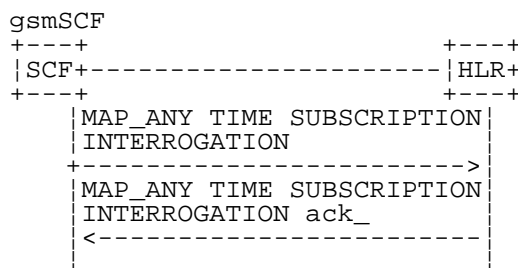 gsmSCF
SCF HLR
MAP_ANY TIME SUBSCRIPTION
INTERROGATION
MAP_ANY TIME SUBSCRIPTION
INTERROGATION ack_